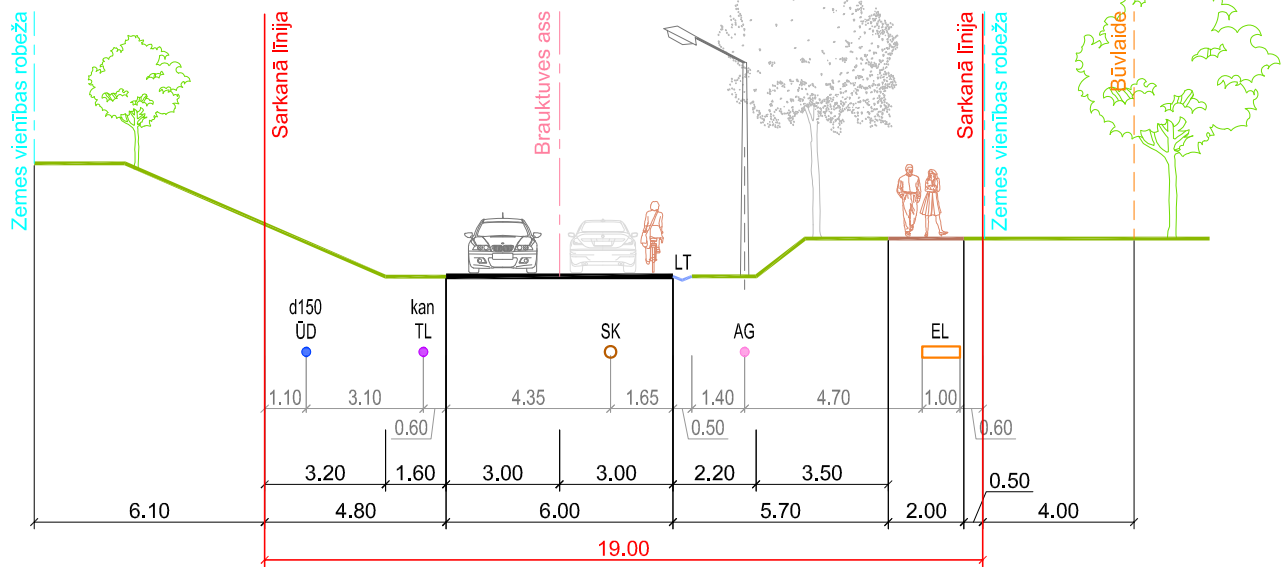 Zemes vienības robeža
Sarkanā līnija
Brauktuves ass
Sarkanā līnija
Zemes vienības robeža
Būvlaide
LT
d150
ŪD
kan
TL
SK
AG
EL
1.10
3.10
0.60
4.35
1.65
0.50
1.40
4.70
1.00
0.60
3.20
1.60
3.00
3.00
2.20
3.50
0.50
6.10
4.80
6.00
5.70
2.00
4.00
19.00